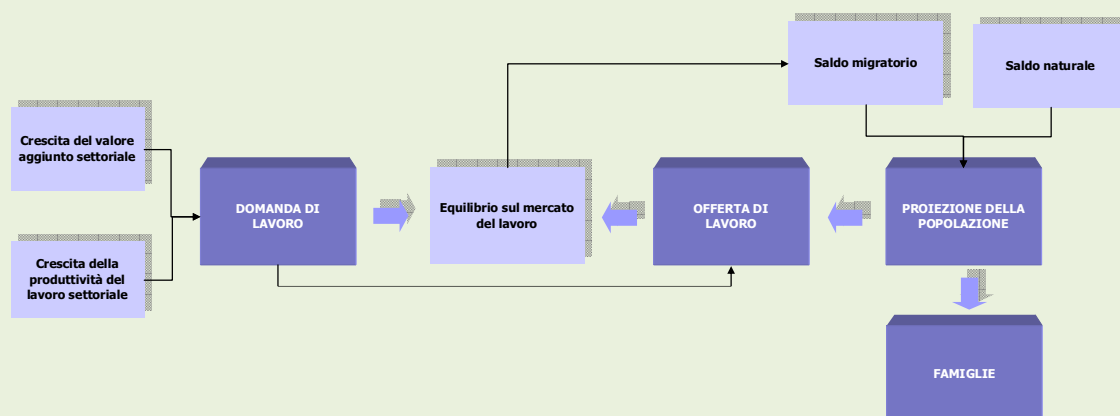 Saldo migratorio
Saldo naturale
Crescita del valore
aggiunto settoriale
DOMANDA DI
LAVORO
Equilibrio sul mercato
del lavoro
OFFERTA DI
LAVORO
PROIEZIONE DELLA
POPOLAZIONE
Crescita della
produttività del
lavoro settoriale
FAMIGLIE